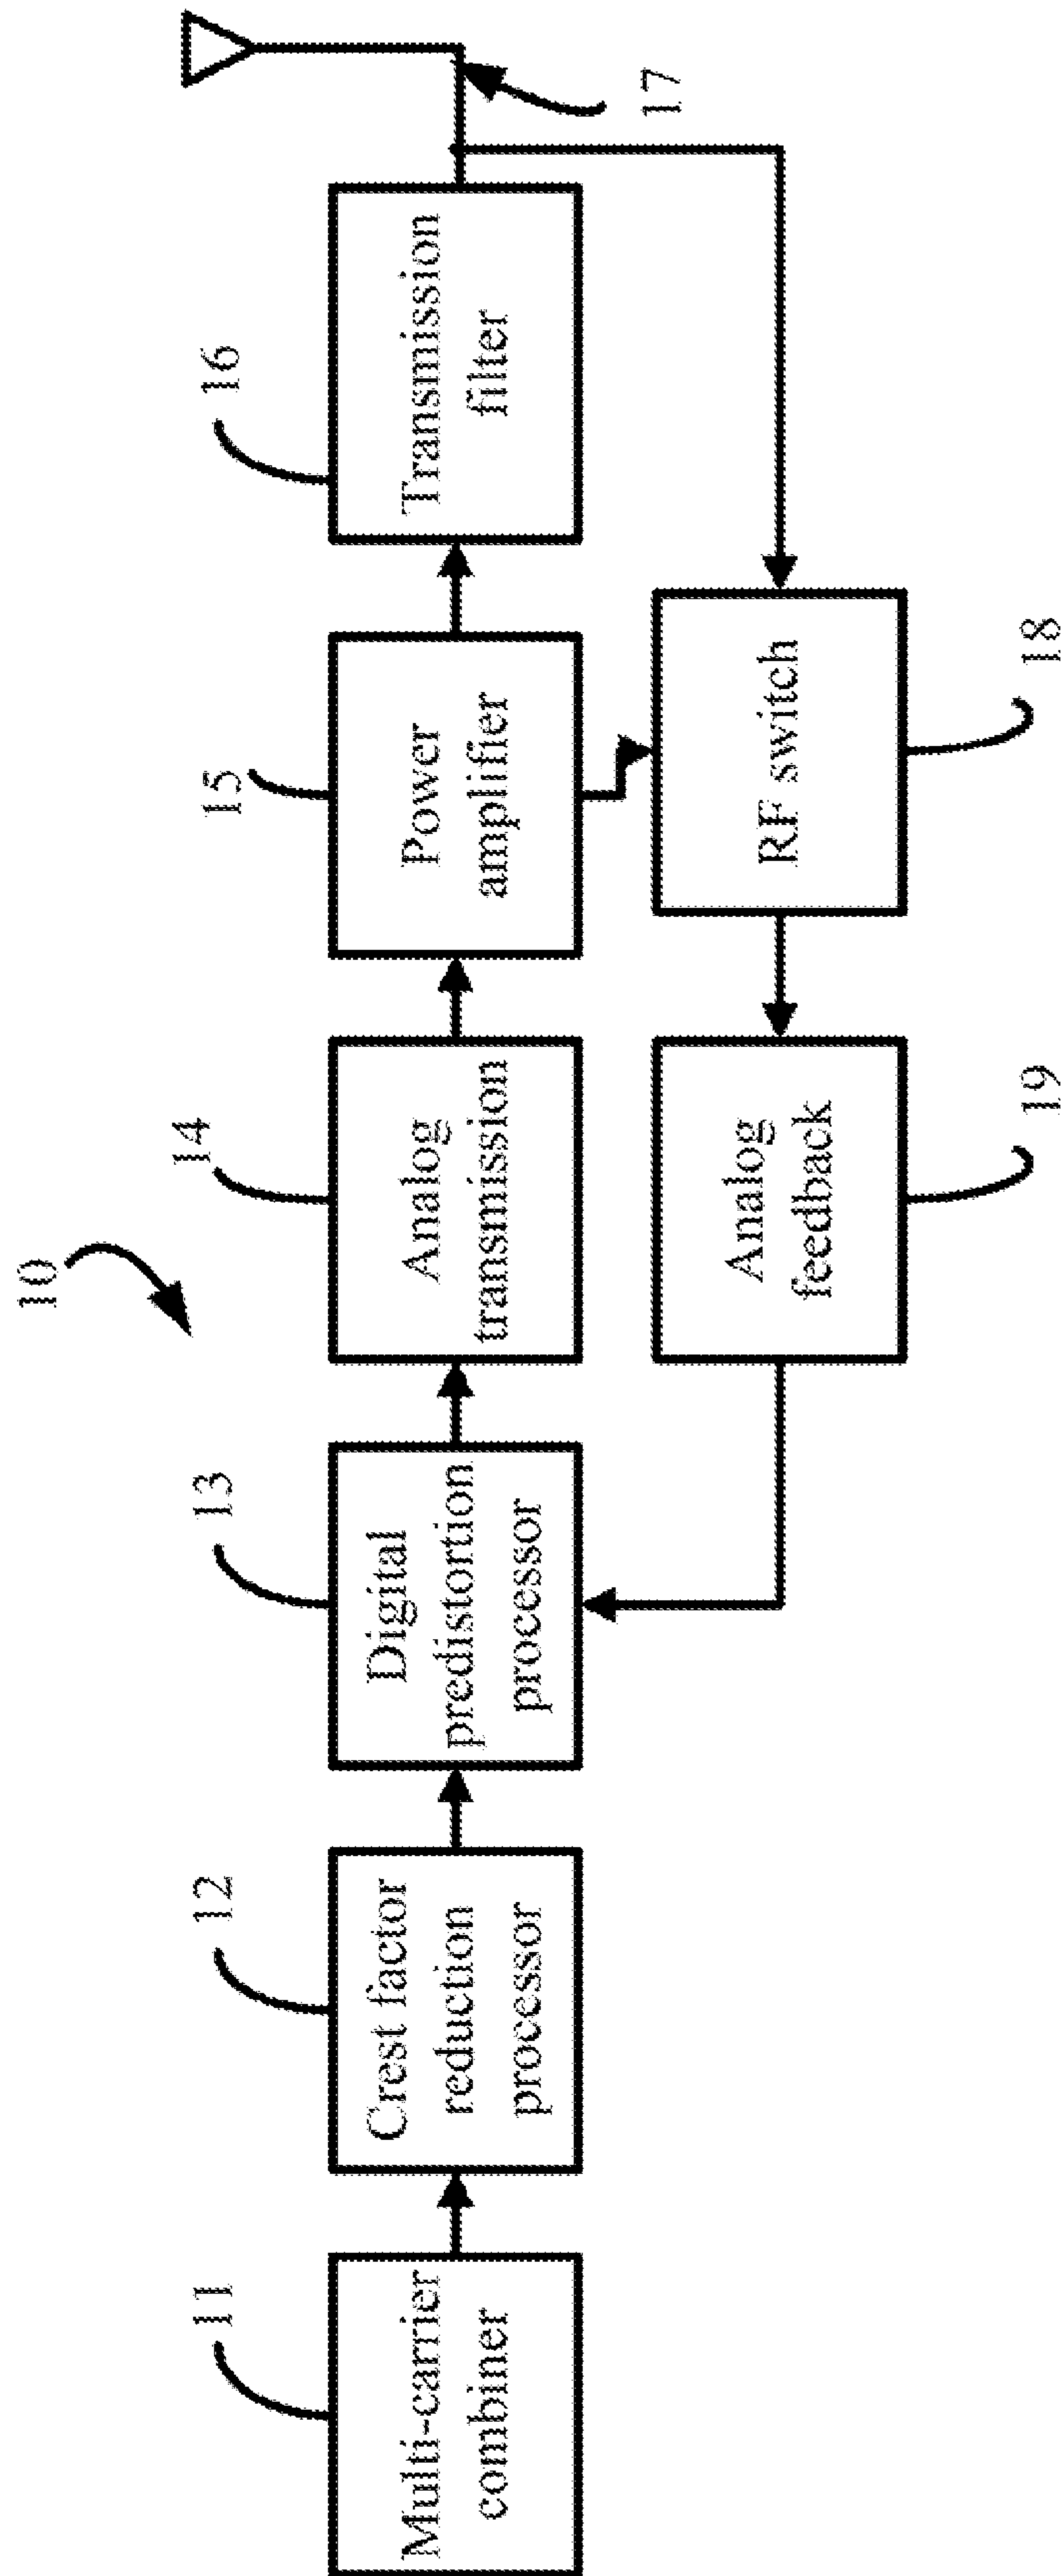 10
11
12
13
14
15
16
17
Multi-carrier
combiner
Crest factor
reduction
processor
Digital
predistortion
processor
Analog
transmission
Power
amplifier
Transmission
filter
Analog
feedback
RF switch
19
18